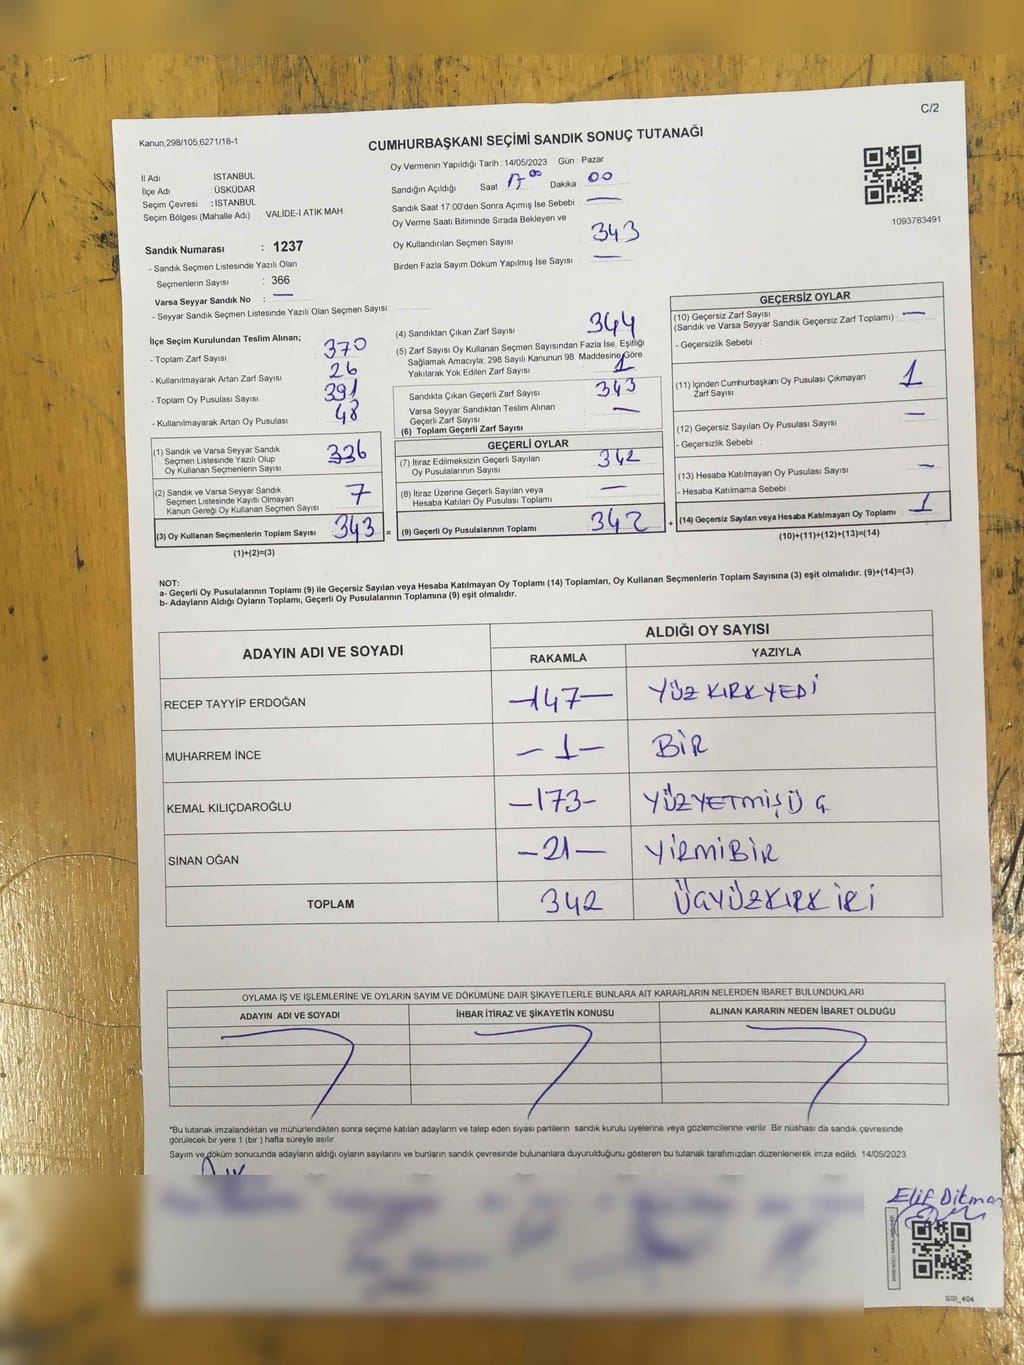 C/2
Kanun,298/105,6271/18-1
CUMHURBAŞKANI SEÇİMİ SANDIK SONUÇ TUTANAĞI
Oy Vermenin Yapıldığı Tarih : 14/05/2023 Gün : Pazar
İl Adı İSTANBUL
İlçe Adı : ÜSKÜDAR
Seçim Çevresi : İSTANBUL
Seçim Bölgesi (Mahalle Adı) VALİDE-İ ATİK MAH
Sandığın Açıldığı Saat 17 00 Dakika 00
Sandık Saat 17:00'den Sonra Açımış İse Sebebi —
Oy Verme Saati Bitiminde Sırada Bekleyen ve
Oy Kullandırılan Seçmen Sayısı 343
Birden Fazla Sayım Döküm Yapılmış İse Sayısı —
1093783491
Sandık Numarası : 1237
- Sandık Seçmen Listesinde Yazılı Olan
Seçmenlerin Sayısı : 366
Varsa Seyyar Sandık No : —
- Seyyar Sandık Seçmen Listesinde Yazılı Olan Seçmen Sayısı:
İlçe Seçim Kurulundan Teslim Alınan;
- Toplam Zarf Sayısı 370
- Kullanılmayarak Artan Zarf Sayısı 26
- Toplam Oy Pusulası Sayısı 391
- Kullanılmayarak Artan Oy Pusulası 48
(1) Sandık ve Varsa Seyyar Sandık
Seçmen Listesinde Yazılı Olup
Oy Kullanan Seçmenlerin Sayısı 336
(2) Sandık ve Varsa Seyyar Sandık
Seçmen Listesinde Kayıtlı Olmayan
Kanun Gereği Oy Kullanan Seçmen Sayısı 7
(3) Oy Kullanan Seçmenlerin Toplam Sayısı 343 =
(1)+(2)=(3)
(4) Sandıktan Çıkan Zarf Sayısı 344
(5) Zarf Sayısı Oy Kullanan Seçmen Sayısından Fazla İse, Eşitliği
Sağlamak Amacıyla; 298 Sayılı Kanunun 98. Maddesine Göre
Yakılarak Yok Edilen Zarf Sayısı 1
Sandıkta Çıkan Geçerli Zarf Sayısı 343
Varsa Seyyar Sandıktan Teslim Alınan
Geçerli Zarf Sayısı —
(6) Toplam Geçerli Zarf Sayısı
GEÇERLİ OYLAR
(7) İtiraz Edilmeksizin Geçerli Sayılan
Oy Pusulalarının Sayısı 342
(8) İtiraz Üzerine Geçerli Sayılan veya
Hesaba Katılan Oy Pusulası Toplamı —
(9) Geçerli Oy Pusulalarının Toplamı 342 +
GEÇERSİZ OYLAR
(10) Geçersiz Zarf Sayısı
(Sandık ve Varsa Seyyar Sandık Geçersiz Zarf Toplamı) : —
- Geçersizlik Sebebi :
(11) İçinden Cumhurbaşkanı Oy Pusulası Çıkmayan
Zarf Sayısı 1
(12) Geçersiz Sayılan Oy Pusulası Sayısı —
- Geçersizlik Sebebi :
(13) Hesaba Katılmayan Oy Pusulası Sayısı —
- Hesaba Katılmama Sebebi :
(14) Geçersiz Sayılan veya Hesaba Katılmayan Oy Toplamı 1
(10)+(11)+(12)+(13)=(14)
NOT:
a- Geçerli Oy Pusulalarının Toplamı (9) ile Geçersiz Sayılan veya Hesaba Katılmayan Oy Toplamı (14) Toplamları, Oy Kullanan Seçmenlerin Toplam Sayısına (3) eşit olmalıdır. (9)+(14)=(3)
b- Adayların Aldığı Oyların Toplamı, Geçerli Oy Pusulalarının Toplamına (9) eşit olmalıdır.
ADAYIN ADI VE SOYADI ALDIĞI OY SAYISI
RAKAMLA YAZIYLA
RECEP TAYYİP ERDOĞAN —147— YÜZ KIRKYEDİ
MUHARREM İNCE — 1 — BİR
KEMAL KILIÇDAROĞLU —173— YÜZYETMİŞÜÇ
SİNAN OĞAN —21— YİRMİBİR
TOPLAM 342 ÜÇYÜZKIRKİKİ
OYLAMA İŞ VE İŞLEMLERİNE VE OYLARIN SAYIM VE DÖKÜMÜNE DAİR ŞİKAYETLERLE BUNLARA AİT KARARLARIN NELERDEN İBARET BULUNDUKLARI
ADAYIN ADI VE SOYADI İHBAR İTİRAZ VE ŞİKAYETİN KONUSU ALINAN KARARIN NEDEN İBARET OLDUĞU
*Bu tutanak imzalandıktan ve mühürlendikten sonra seçime katılan adayların ve talep eden siyasi partilerin sandık kurulu üyelerine veya gözlemcilerine verilir. Bir nüshası da sandık çevresinde
görülecek bir yere 1 (bir ) hafta süreyle asılır.
Sayım ve döküm sonucunda adayların aldığı oyların sayılarını ve bunların sandık çevresinde bulunanlara duyurulduğunu gösteren bu tutanak tarafımızdan düzenlenerek imza edildi. 14/05/2023
Elif Dikmen
SSI_404